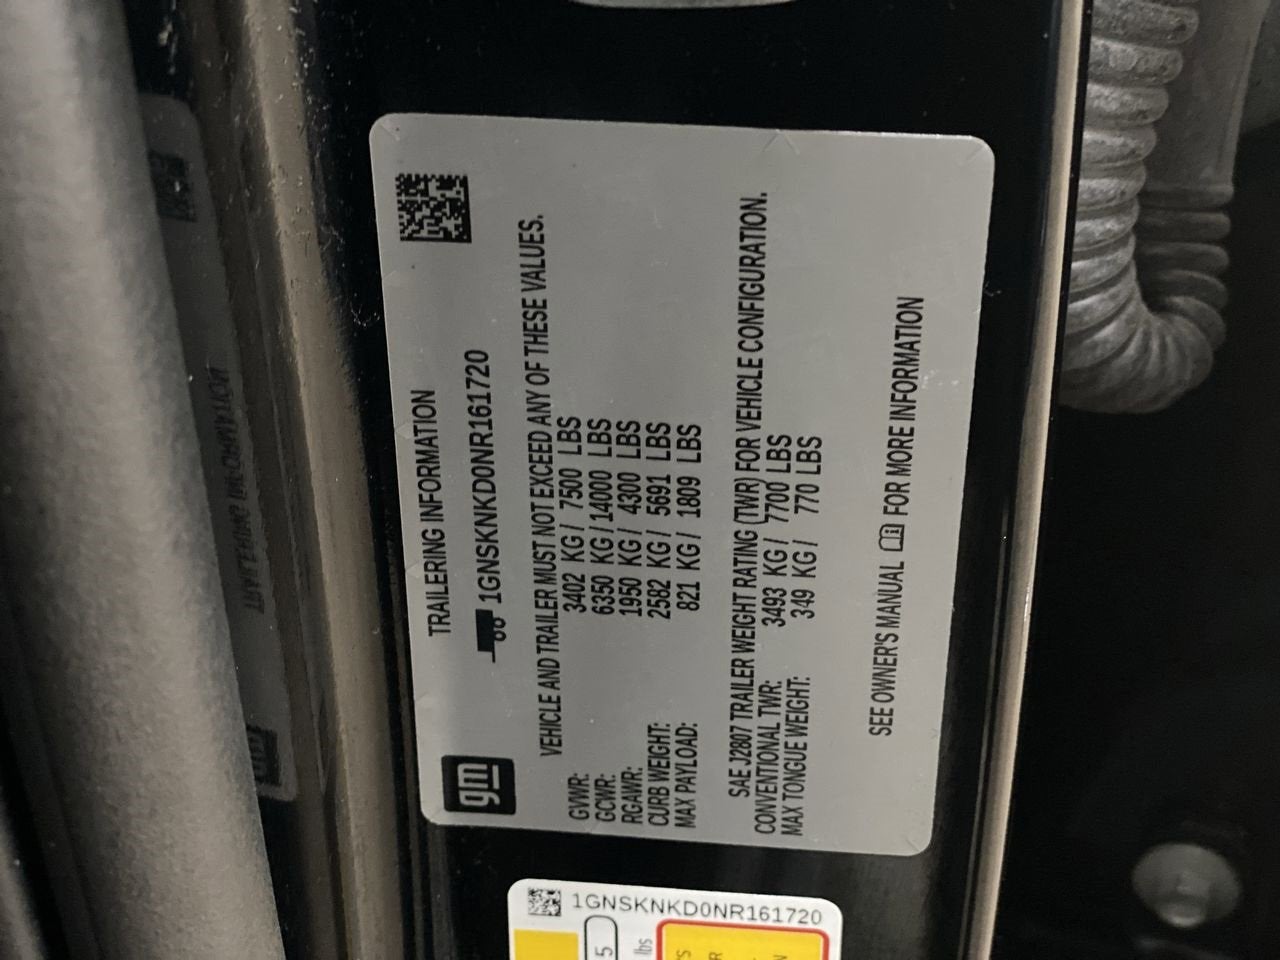 gm
TRAILERING INFORMATION
1GNSKNKD0NR161720
VEHICLE AND TRAILER MUST NOT EXCEED ANY OF THESE VALUES.
GVWR: 3402 KG / 7500 LBS
GCWR: 6350 KG / 14000 LBS
RGAWR: 1950 KG / 4300 LBS
CURB WEIGHT: 2582 KG / 5691 LBS
MAX PAYLOAD: 821 KG / 1809 LBS
SAE J2807 TRAILER WEIGHT RATING (TWR) FOR VEHICLE CONFIGURATION.
CONVENTIONAL TWR: 3493 KG / 7700 LBS
MAX TONGUE WEIGHT: 349 KG / 770 LBS
SEE OWNER'S MANUAL FOR MORE INFORMATION
1GNSKNKD0NR161720
5
lbs